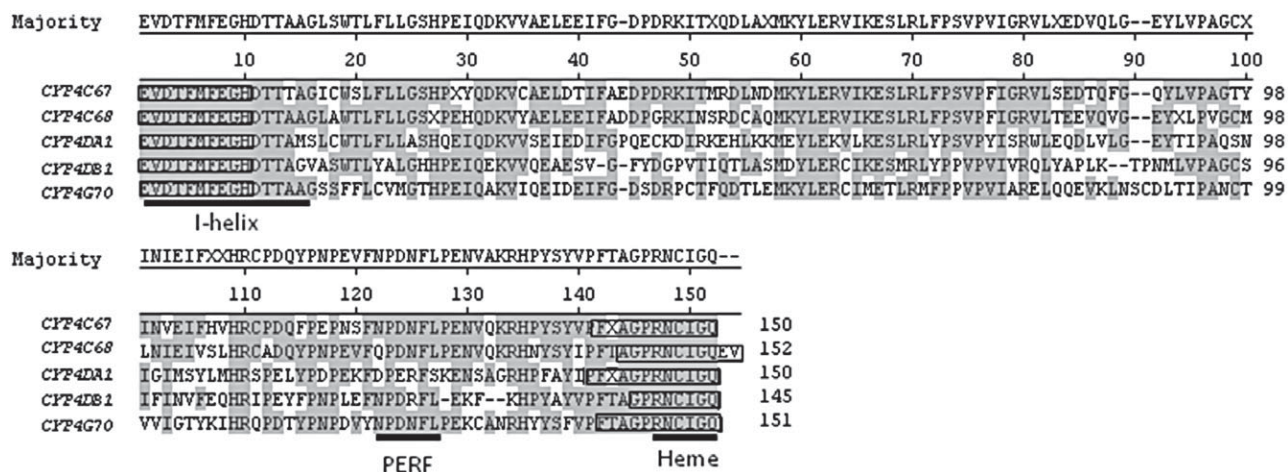 Majority EVDTFMFEGHDTTAAGLSWTLFLLGSHPEIQDKVVAELEEIFG-DPDRKITXQDLAXMKYLERVIKESLRLFPSVPVIGRVLXEDVQLG--EYLVPAGCX
10 20 30 40 50 60 70 80 90 100
CYP4C67 EVDTFMFEGHDTTTAGICWSLFLLGSHPXYQDKVCAELDTIFAEDPDRKITMRDLNDMKYLERVIKESLRLFPSVPFIGRVLSEDTQFG--QYLVPAGTY 98
CYP4C68 EVDTFMFEGHDTTAAGLAWTLFLLGSXPEHQDKVYAELEEIFADDPGRKINSRDCAQMKYLERVIKESLRLFPSVPFIGRVLTEEVQVG--EYXLPVGCM 98
CYP4DA1 EVDTFMFEGHDTTAMSLCWTLFLLASHQEIQDKVVSEIEDIFGPQECKDIRKEHLKKMEYLEKVLKESLRLYPSVPYISRWLEQDLVLG--EYTIPAQSN 98
CYP4DB1 EVDTFMFEGHDTTAAGVASWTLYALGHHPEIQEKVVQEAESV-G-FYDGPVTIQTLASMDYLERCIKESMRLYPPVPVIVRQLYAPLK--TPNMLVPAGCS 96
CYP4G70 EVDTFMFEGHDTTAAGSSFFLCVMGTHPEIQAKVIQEIDEIFG-DSDRPCTFQDTLEMKYLERCIMETLRMFPPVPVIARELQQEVKLNSCDLTIPANCT 99
I-helix
Majority INIEIFXXHRCPDQYPNPEVFNPDNFLPENVAKRHPYSYVPFTAGPRNCIGQ--
110 120 130 140 150
CYP4C67 INVEIFHVHRCPDQFPEPNSFNPDNFLPENVQKRHPYSYVPFXAGPRNCIGQ 150
CYP4C68 LNIEIVSLHRCADQYPNPEVFQPDNFLPENVQKRHNYSYIPFTAGPRNCIGQEV 152
CYP4DA1 IGIMSYLMHRSPELYPDPEKFDPERFSKENSAGRHPFAYIPFXAGPRNCIGQ 150
CYP4DB1 IFINVFEQHRIPEYFPNPLEFNPDRFL-EKF--KHPYAYVPFTAGPRNCIGQ 145
CYP4G70 VVIGTYKIHRQPDTYPNPDVYNPDNFLPEKCANRHYYSFVPFTAGPRNCIGQ 151
PERF Heme